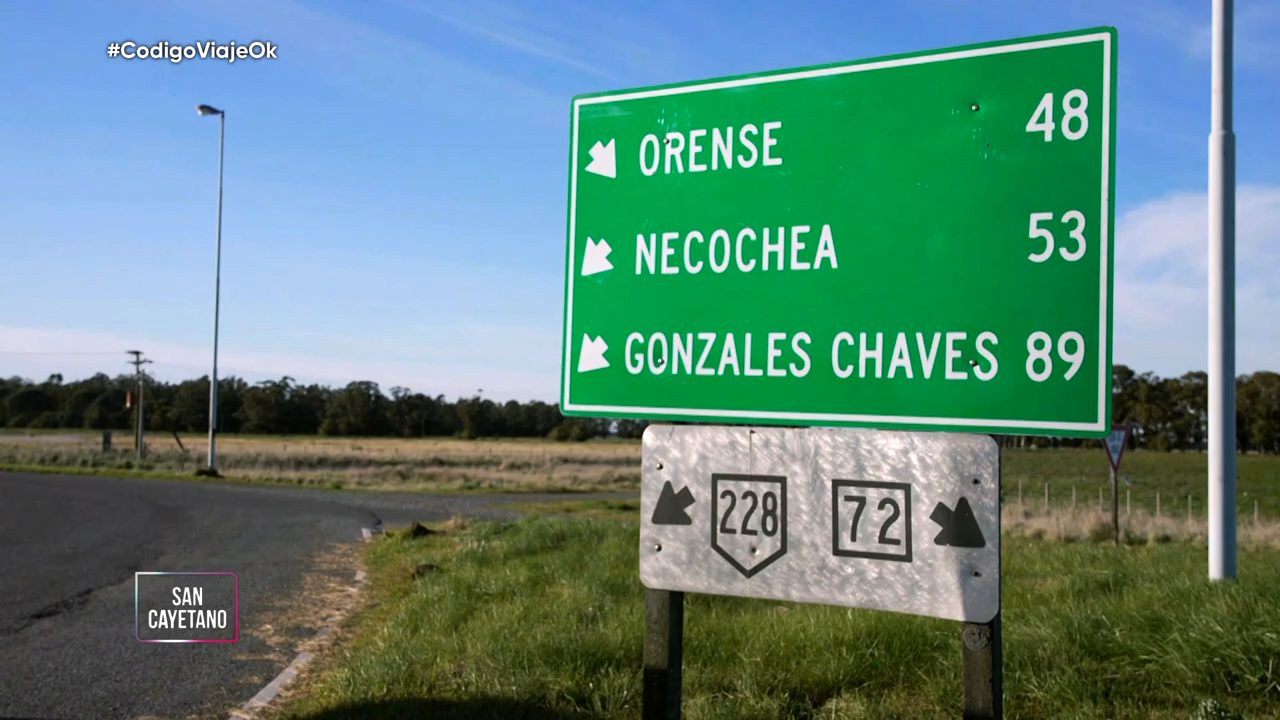 #CodigoViajeOk
ORENSE 48
NECOCHEA 53
GONZALES CHAVES 89
228 72
SAN
CAYETANO